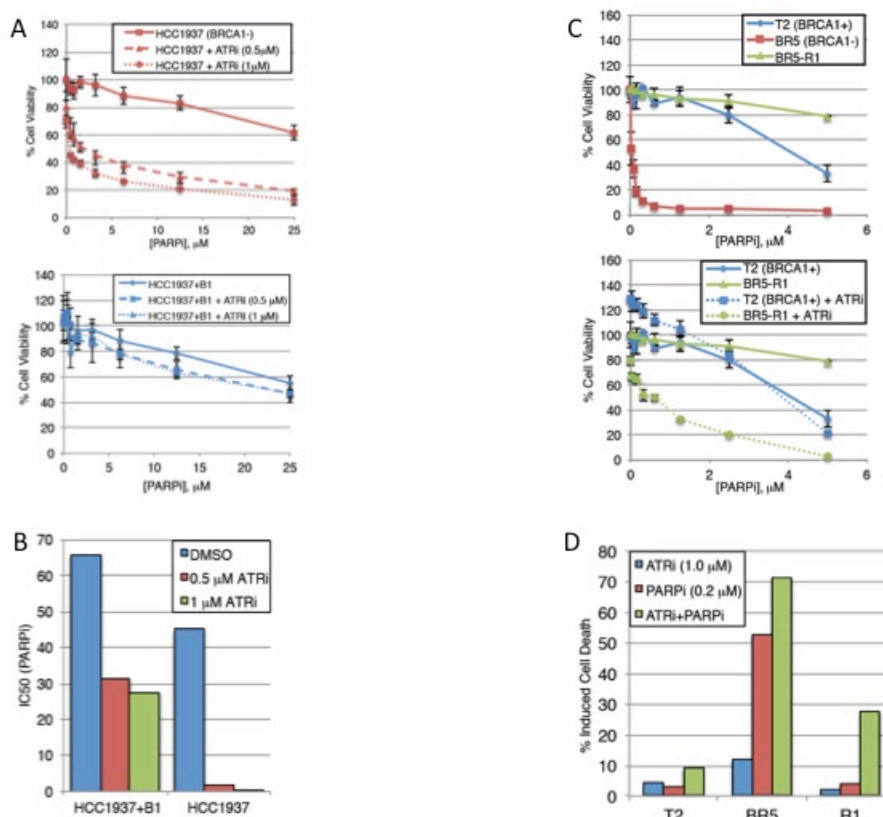 A
HCC1937 (BRCA1-)
HCC1937 + ATRi (0.5µM)
HCC1937 + ATRi (1µM)
% Cell Viability
140
120
100
80
60
40
20
0
0 5 10 15 20 25
[PARPi], µM
HCC1937+B1
HCC1937+B1 + ATRi (0.5 µM)
HCC1937+B1 + ATRi (1 µM)
% Cell Viability
140
120
100
80
60
40
20
0
0 5 10 15 20 25
[PARPi], µM
B
DMSO
0.5 µM ATRi
1 µM ATRi
IC50 (PARPi)
70
60
50
40
30
20
10
0
HCC1937+B1 HCC1937
C
T2 (BRCA1+)
BR5 (BRCA1-)
BR5-R1
% Cell Viability
160
140
120
100
80
60
40
20
0
0 2 4 6
[PARPi], µM
T2 (BRCA1+)
BR5-R1
T2 (BRCA1+) + ATRi
BR5-R1 + ATRi
% Cell Viability
160
140
120
100
80
60
40
20
0
0 2 4 6
[PARPi], µM
D
ATRi (1.0 µM)
PARPi (0.2 µM)
ATRi+PARPi
% Induced Cell Death
80
70
60
50
40
30
20
10
0
T2 BR5 R1